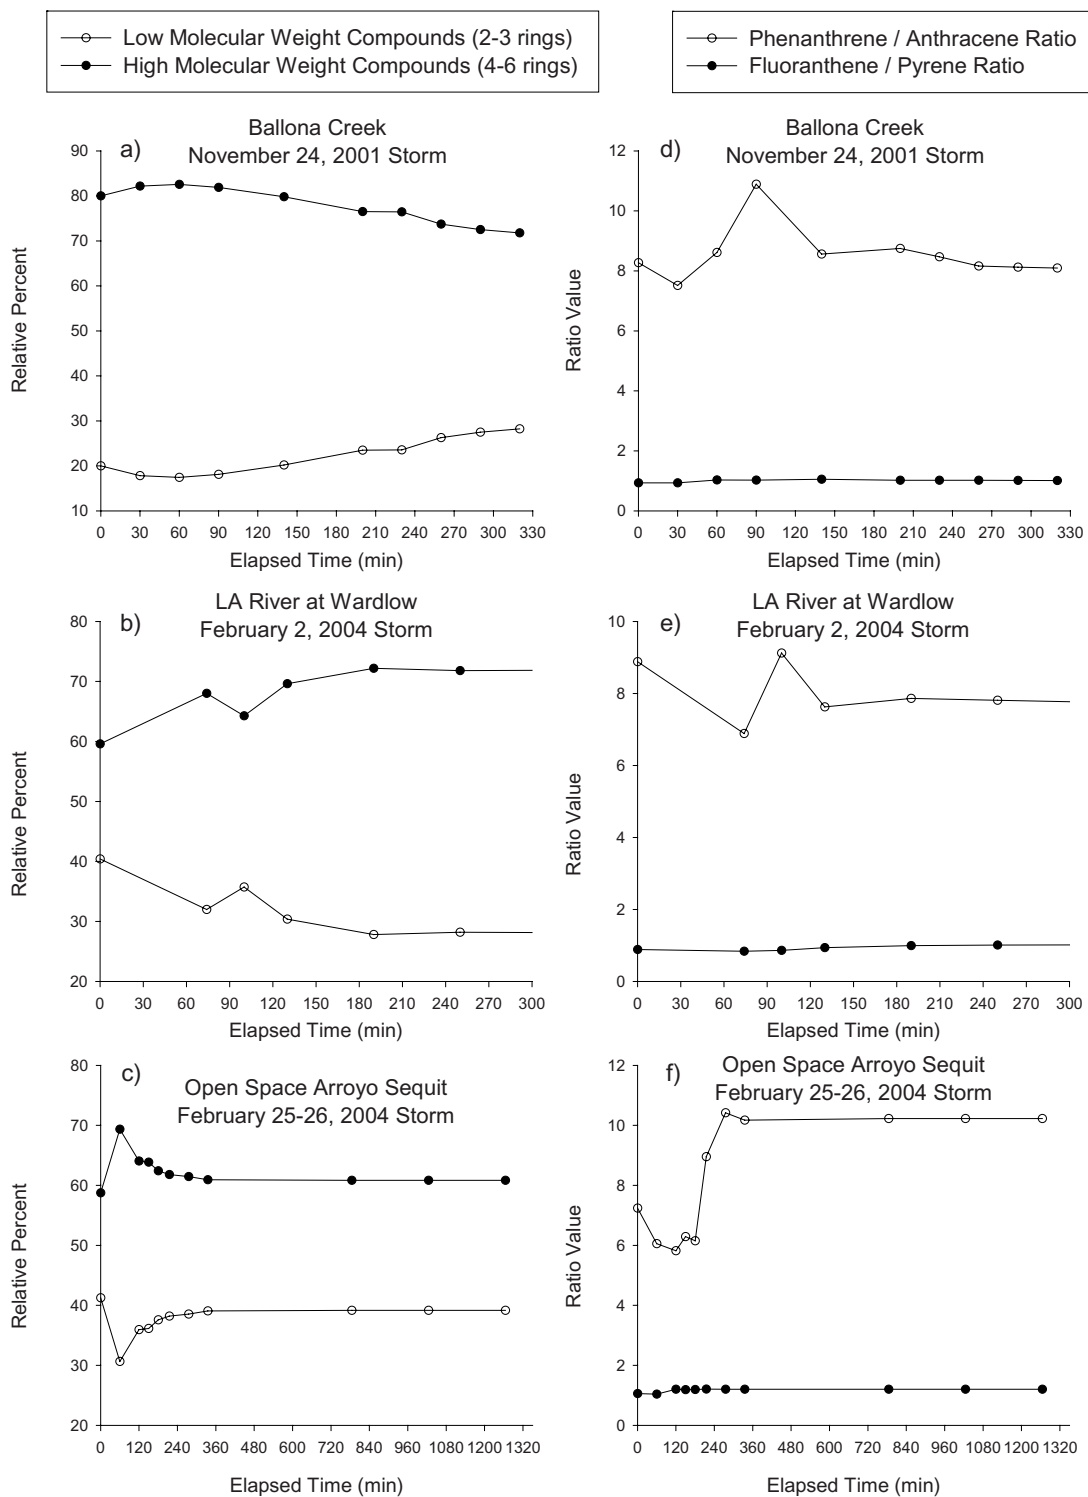 Low Molecular Weight Compounds (2-3 rings)
High Molecular Weight Compounds (4-6 rings)
Phenanthrene / Anthracene Ratio
Fluoranthene / Pyrene Ratio
a)
Ballona Creek
November 24, 2001 Storm
90
80
70
60
50
40
30
20
10
Relative Percent
0 30 60 90 120 150 180 210 240 270 300 330
Elapsed Time (min)
d)
Ballona Creek
November 24, 2001 Storm
12
10
8
6
4
2
0
Ratio Value
0 30 60 90 120 150 180 210 240 270 300 330
Elapsed Time (min)
b)
LA River at Wardlow
February 2, 2004 Storm
80
70
60
50
40
30
20
Relative Percent
0 30 60 90 120 150 180 210 240 270 300
Elapsed Time (min)
e)
LA River at Wardlow
February 2, 2004 Storm
10
8
6
4
2
0
Ratio Value
0 30 60 90 120 150 180 210 240 270 300
Elapsed Time (min)
c)
Open Space Arroyo Sequit
February 25-26, 2004 Storm
80
70
60
50
40
30
20
Relative Percent
0 120 240 360 480 600 720 840 960 1080 1200 1320
Elapsed Time (min)
f)
Open Space Arroyo Sequit
February 25-26, 2004 Storm
12
10
8
6
4
2
0
Ratio Value
0 120 240 360 480 600 720 840 960 1080 1200 1320
Elapsed Time (min)